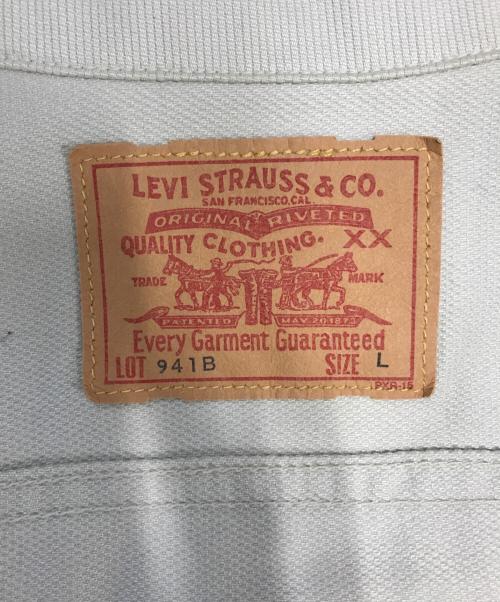 LEVI STRAUSS & CO.
SAN FRANCISCO, CAL.
ORIGINAL RIVETED
QUALITY CLOTHING. XX
TRADE MARK
PATENTED MAY 20 1873
Every Garment Guaranteed
LOT 941B SIZE L
PXR-15